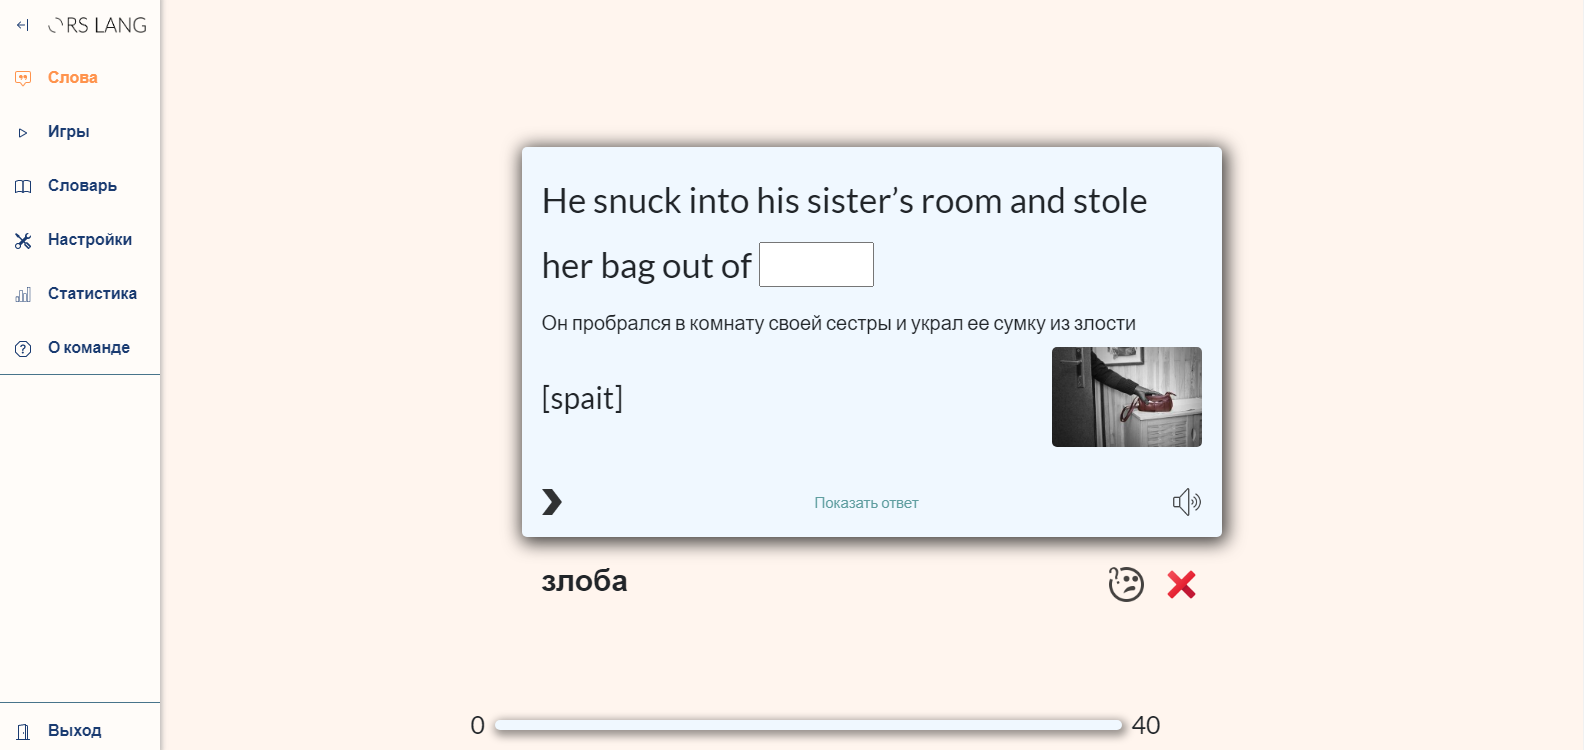 RS LANG
Слова
Игры
Словарь
Настройки
Статистика
О команде
Выход
He snuck into his sister’s room and stole
her bag out of
Он пробрался в комнату своей сестры и украл ее сумку из злости
[spait]
Показать ответ
злоба
0
40